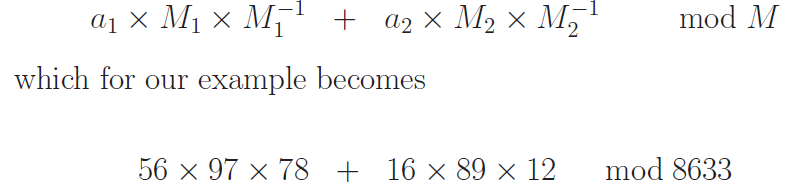 a₁ × M₁ × M₁⁻¹ + a₂ × M₂ × M₂⁻¹ mod M
which for our example becomes
56 × 97 × 78 + 16 × 89 × 12 mod 8633